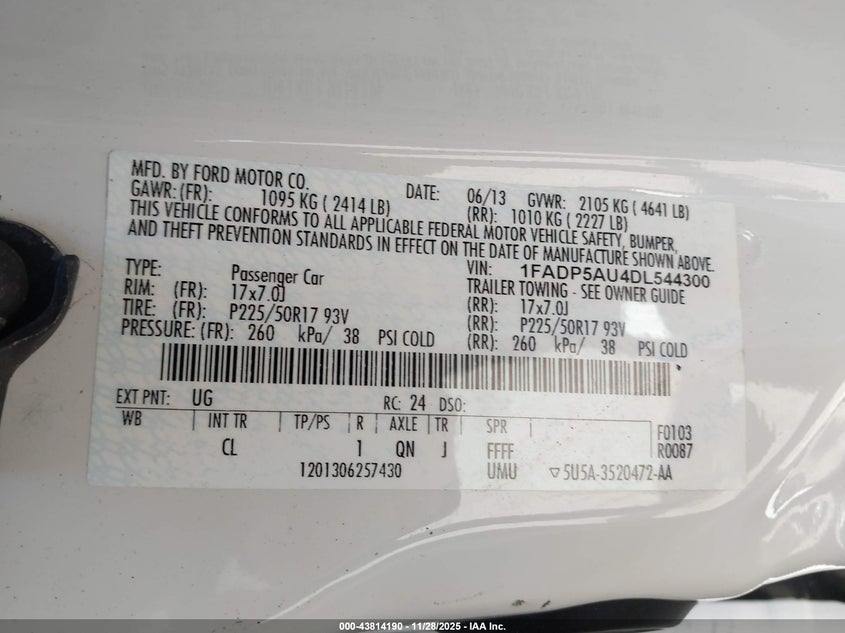 MFD. BY FORD MOTOR CO.
DATE: 06/13 GVWR: 2105 KG ( 4641 LB)
GAWR: (FR): 1095 KG ( 2414 LB) (RR): 1010 KG ( 2227 LB)
THIS VEHICLE CONFORMS TO ALL APPLICABLE FEDERAL MOTOR VEHICLE SAFETY, BUMPER,
AND THEFT PREVENTION STANDARDS IN EFFECT ON THE DATE OF MANUFACTURE SHOWN ABOVE.
VIN: 1FADP5AU4DL544300
TYPE: Passenger Car TRAILER TOWING - SEE OWNER GUIDE
RIM: (FR): 17x7.0J (RR): 17x7.0J
TIRE: (FR): P225/50R17 93V (RR): P225/50R17 93V
PRESSURE: (FR): 260 kPa/ 38 PSI COLD (RR): 260 kPa/ 38 PSI COLD
EXT PNT: UG RC: 24 DSO:
WB INT TR TP/PS R AXLE TR SPR F0103
CL 1 QN J FFFF R0087
1201306257430 UMU ▽5U5A-3520472-AA
000-43814190 - 11/28/2025 - IAA Inc.